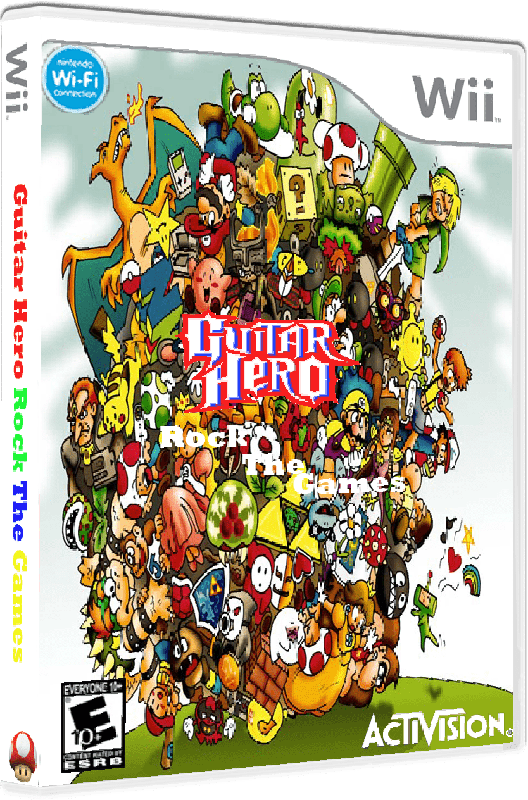 Wii
nintendo
Wi-Fi
CONNECTION
Wii
Guitar Hero Rock The Games
?
GUITAR
HERO
Rock
The
Games
EVERYONE 10+
E
10+
CONTENT RATED BY
ESRB
ACTIVISION